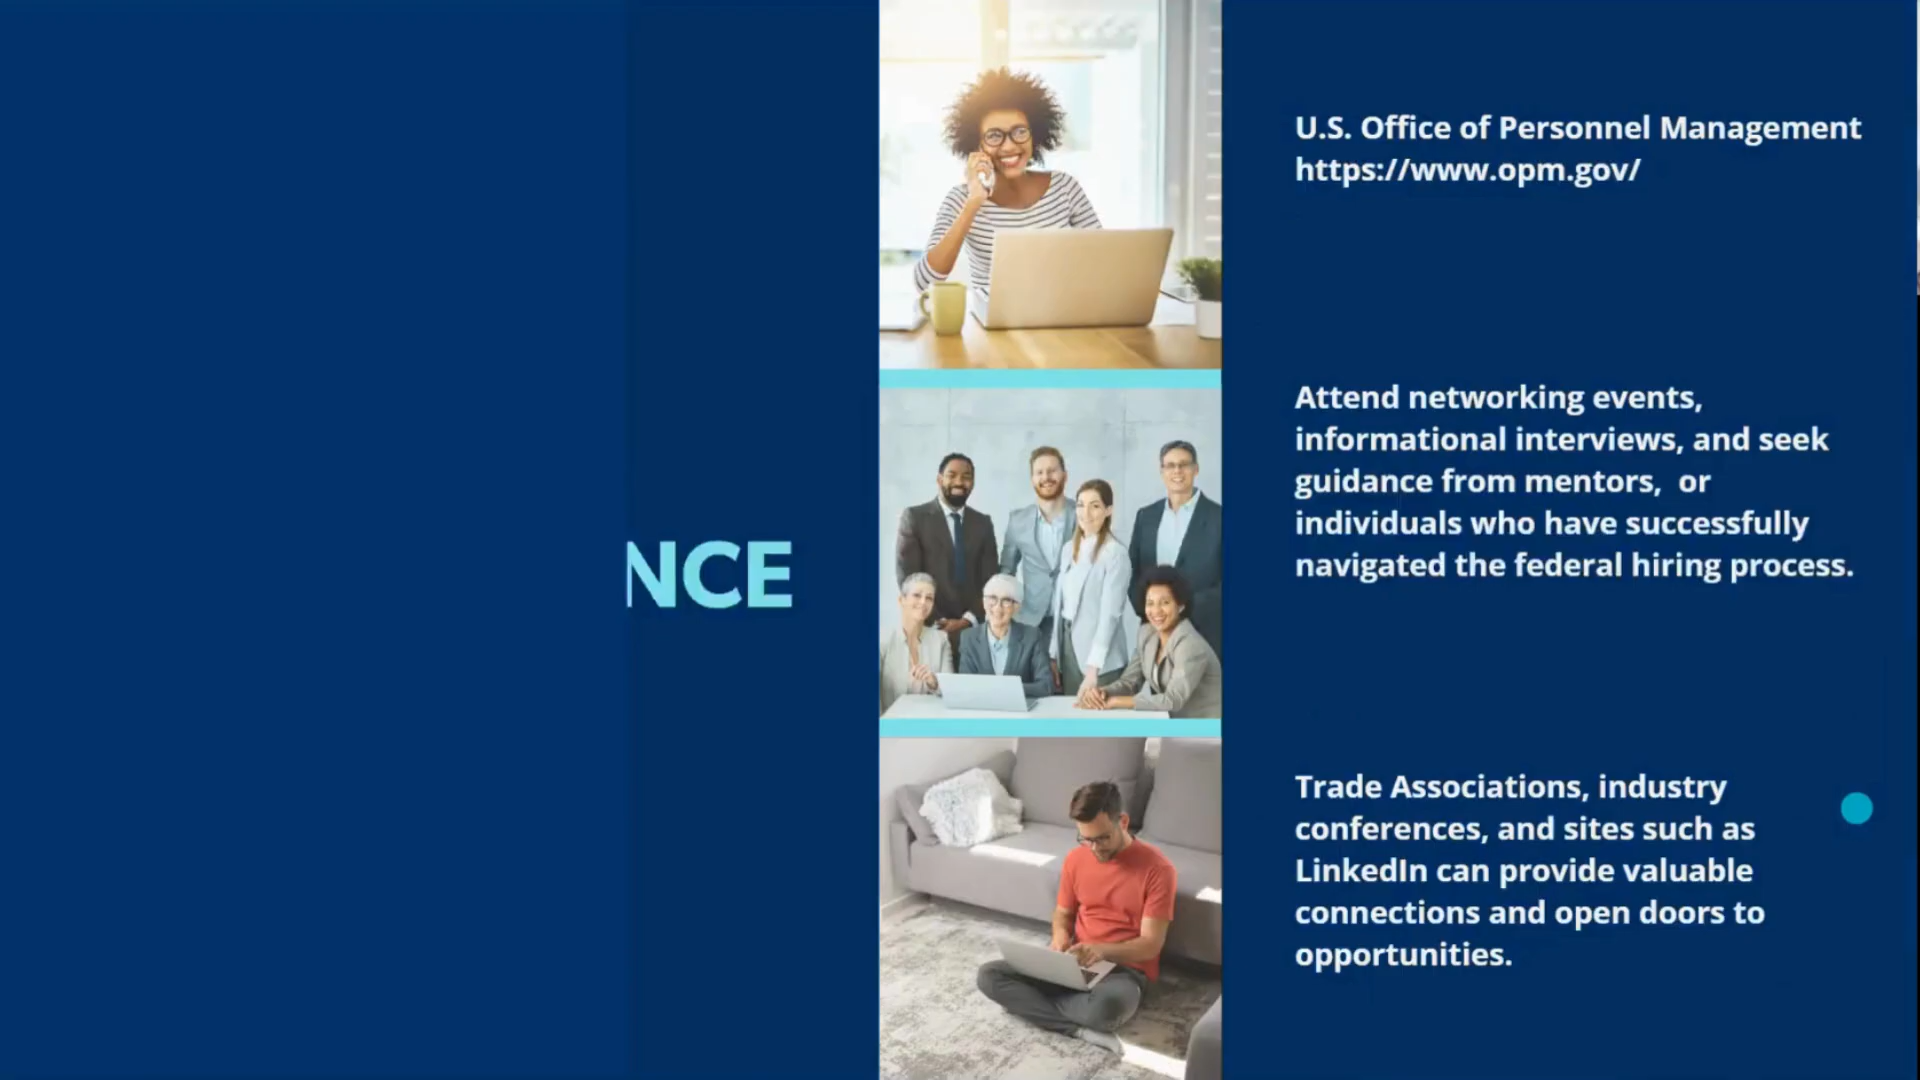 NCE
U.S. Office of Personnel Management
https://www.opm.gov/
Attend networking events,
informational interviews, and seek
guidance from mentors,  or
individuals who have successfully
navigated the federal hiring process.
Trade Associations, industry
conferences, and sites such as
LinkedIn can provide valuable
connections and open doors to
opportunities.